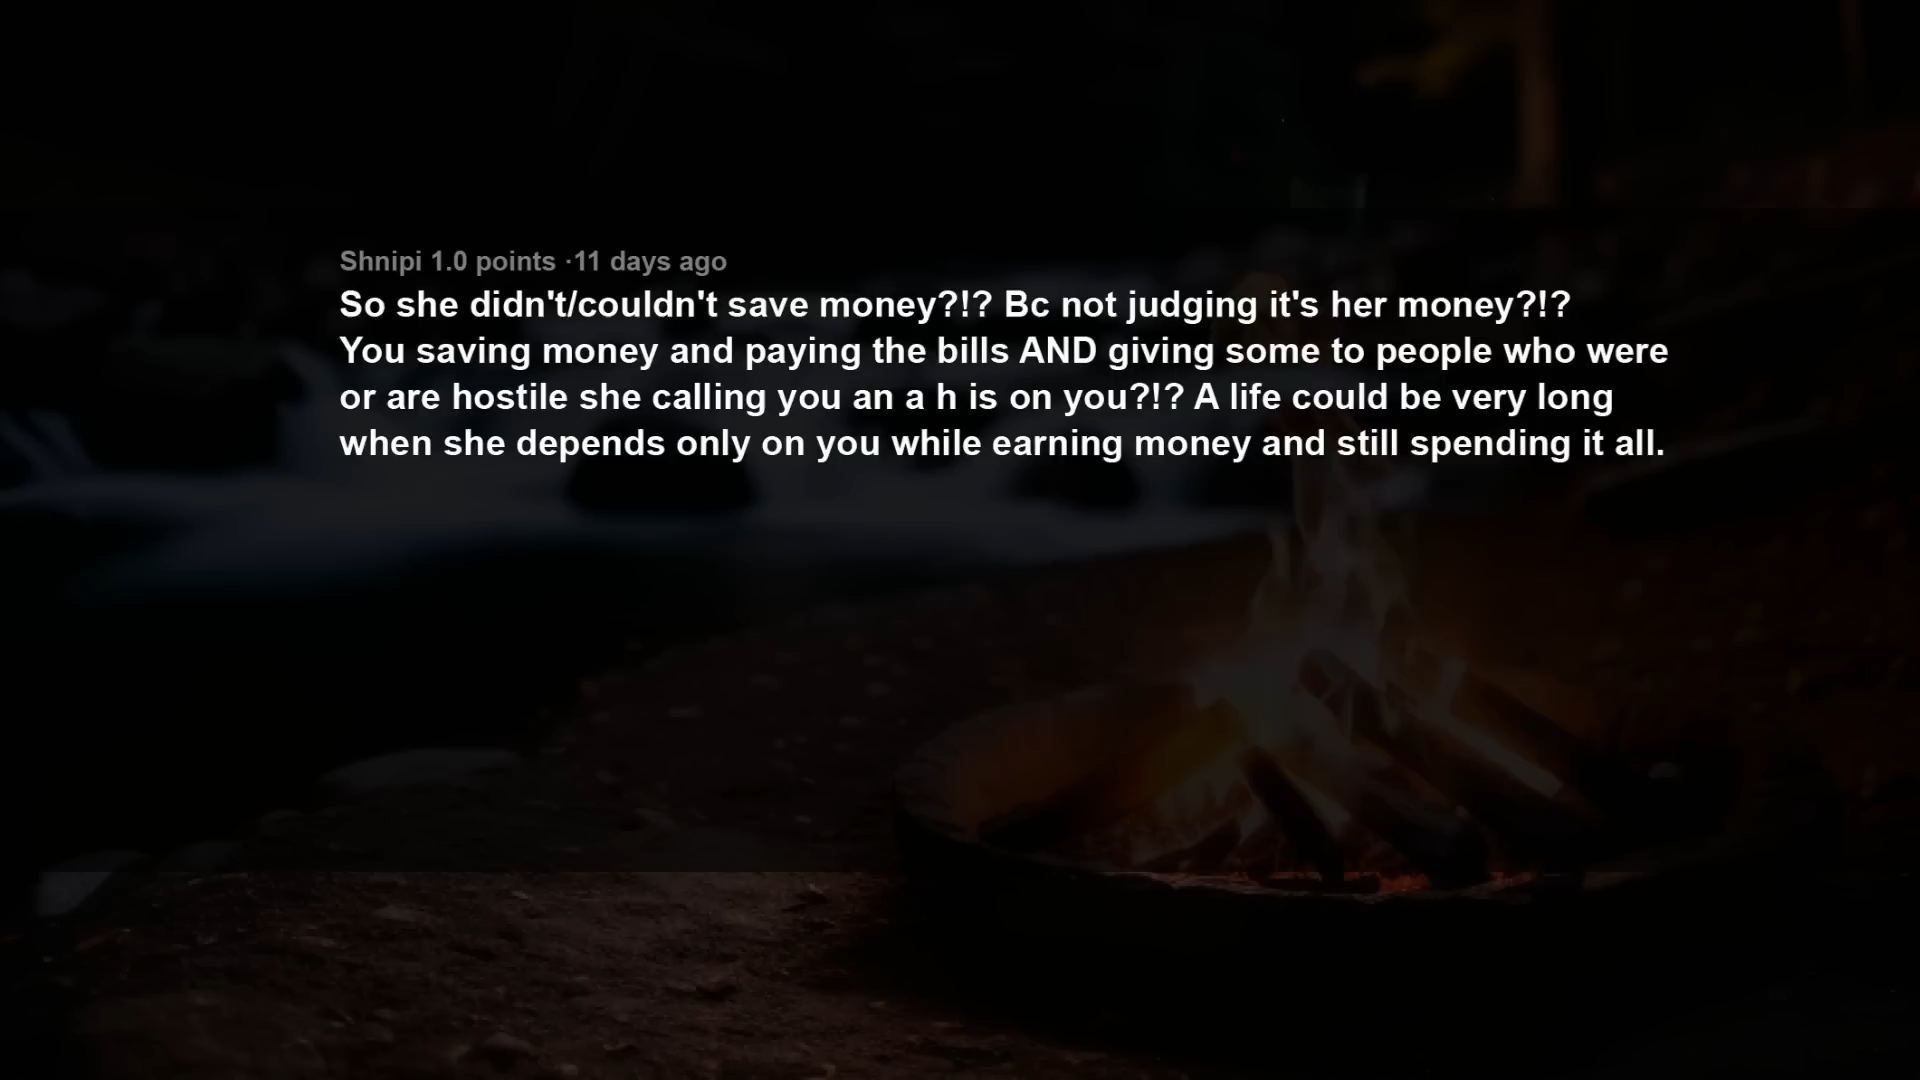 Shnipi 1.0 points ·11 days ago
So she didn't/couldn't save money?!? Bc not judging it's her money?!?
You saving money and paying the bills AND giving some to people who were
or are hostile she calling you an a h is on you?!? A life could be very long
when she depends only on you while earning money and still spending it all.